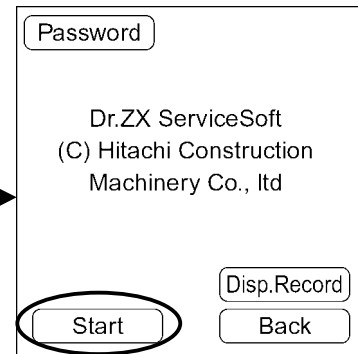 Password
Dr.ZX ServiceSoft
(C) Hitachi Construction
Machinery Co., ltd
Disp.Record
Start
Back